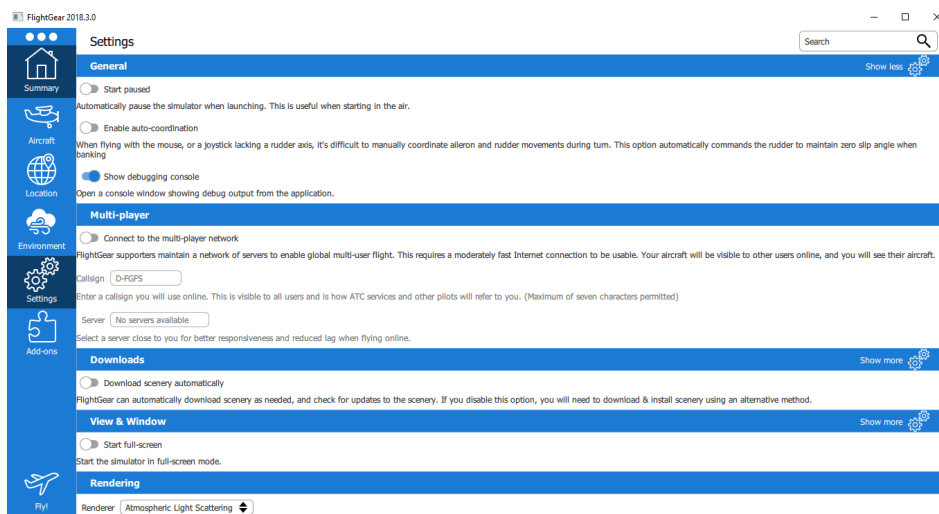 FlightGear 2018.3.0
Settings
Search
General
Show less
Summary
Start paused
Automatically pause the simulator when launching. This is useful when starting in the air.
Enable auto-coordination
Aircraft
When flying with the mouse, or a joystick lacking a rudder axis, it's difficult to manually coordinate aileron and rudder movements during turn. This option automatically commands the rudder to maintain zero slip angle when
banking
Show debugging console
Location
Open a console window showing debug output from the application.
Multi-player
Connect to the multi-player network
Environment
FlightGear supporters maintain a network of servers to enable global multi-user flight. This requires a moderately fast Internet connection to be usable. Your aircraft will be visible to other users online, and you will see their aircraft.
Callsign D-FGFS
Settings
Enter a callsign you will use online. This is visible to all users and is how ATC services and other pilots will refer to you. (Maximum of seven characters permitted)
Server No servers available
Select a server close to you for better responsiveness and reduced lag when flying online.
Add-ons
Downloads
Show more
Download scenery automatically
FlightGear can automatically download scenery as needed, and check for updates to the scenery. If you disable this option, you will need to download & install scenery using an alternative method.
View & Window
Show more
Start full-screen
Start the simulator in full-screen mode.
Rendering
Fly!
Renderer Atmospheric Light Scattering